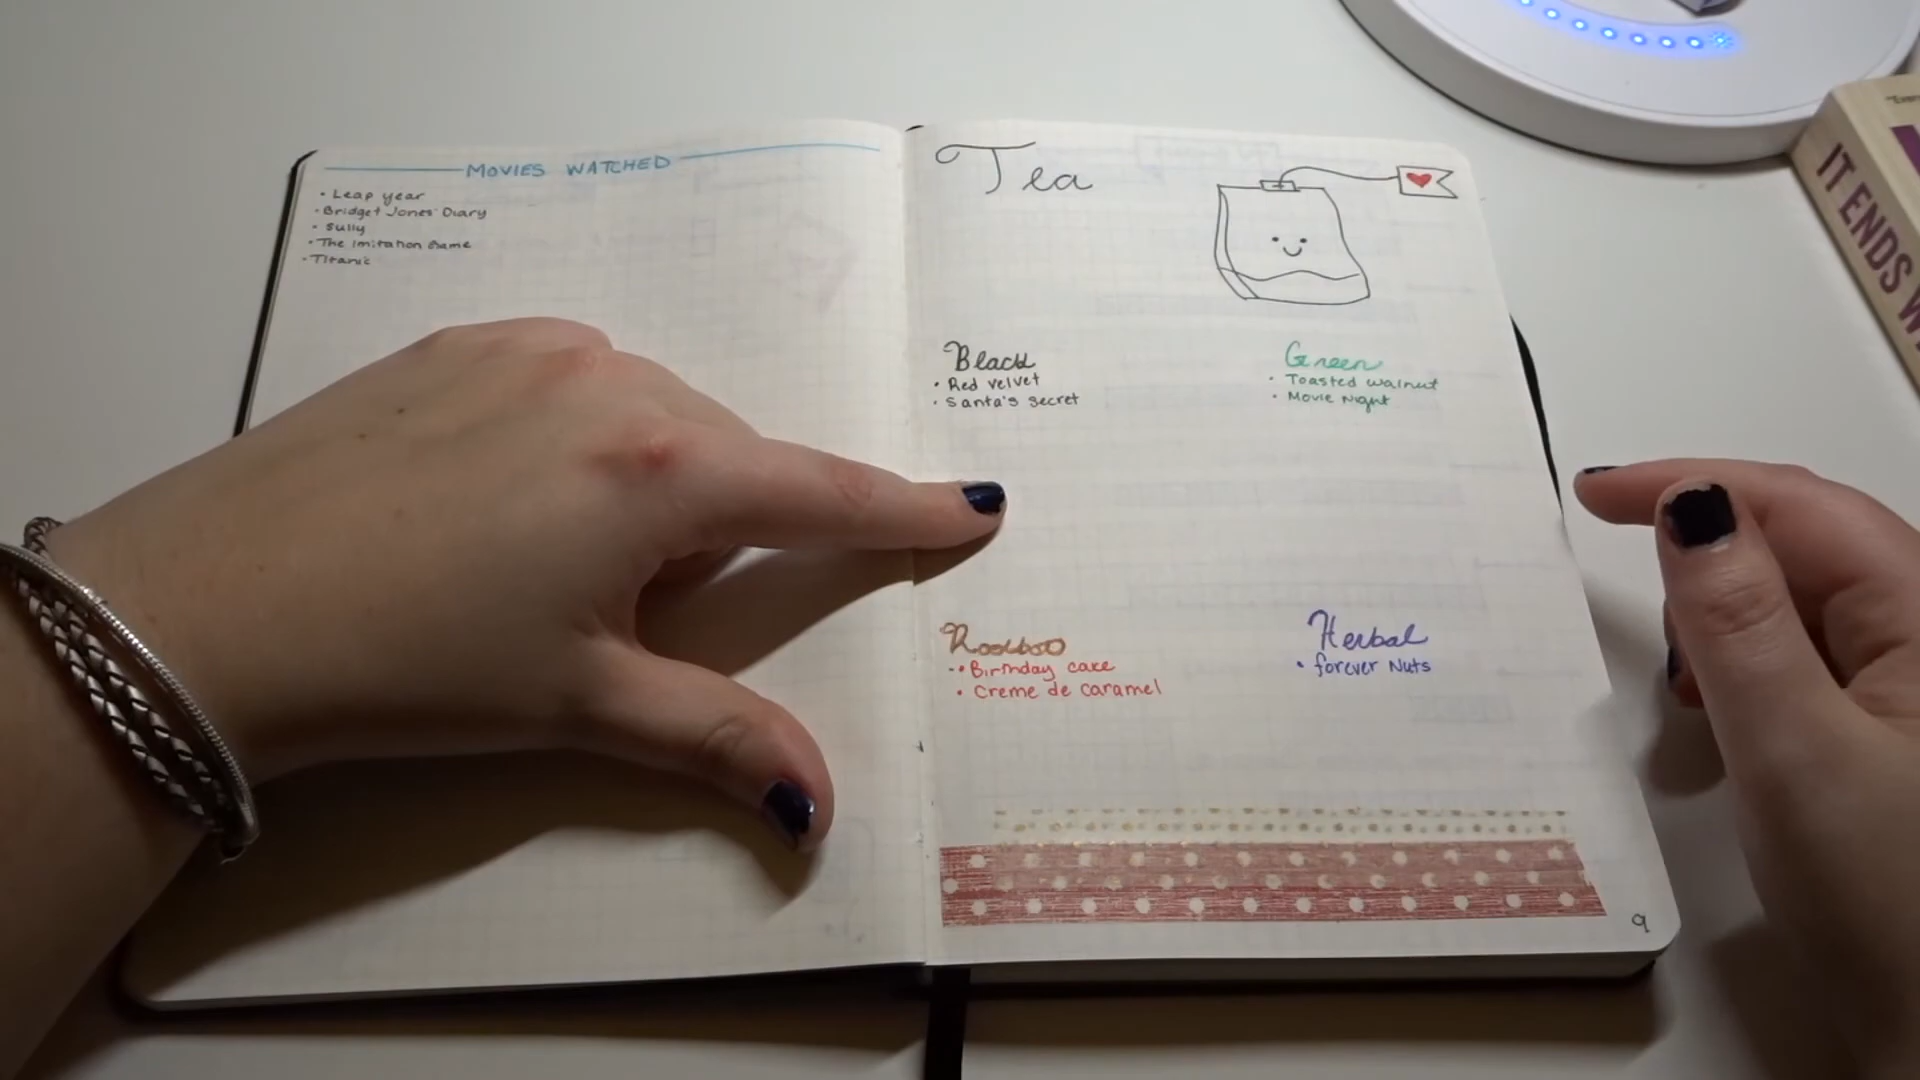 MOVIES WATCHED
• Leap year
• Bridget Jones' Diary
• Sully
• The Imitation Game
• Titanic
Tea
Black
• Red velvet
• Santa's secret
Green
• Toasted walnut
• Movie Night
Rooibos
• Birthday cake
• Creme de caramel
Herbal
• forever Nuts
9
IT ENDS W
"Ever